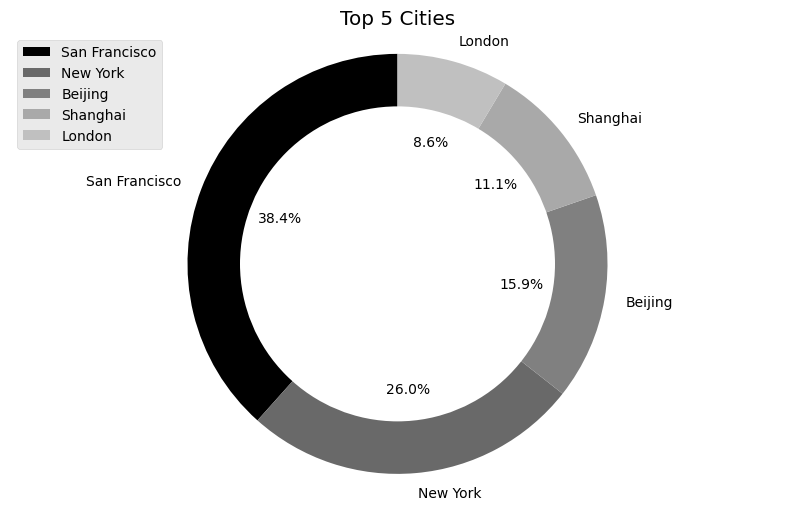 Top 5 Cities
San Francisco
New York
Beijing
Shanghai
London
London
8.6%
Shanghai
11.1%
San Francisco
38.4%
15.9%
Beijing
26.0%
New York